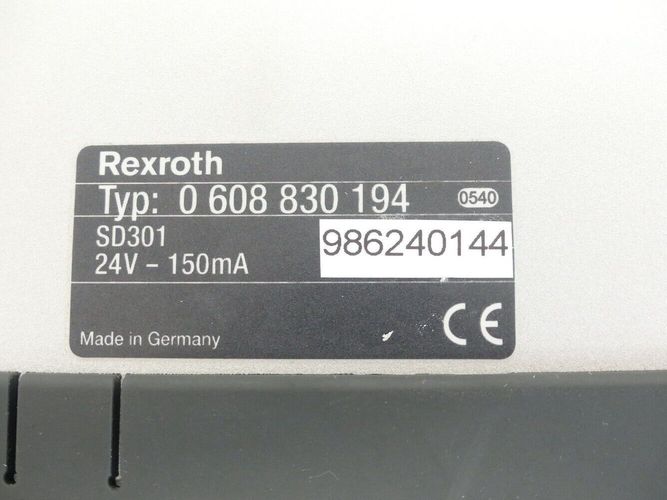 Rexroth
Typ: 0 608 830 194 0540
SD301
986240144
24V - 150mA
Made in Germany
CE